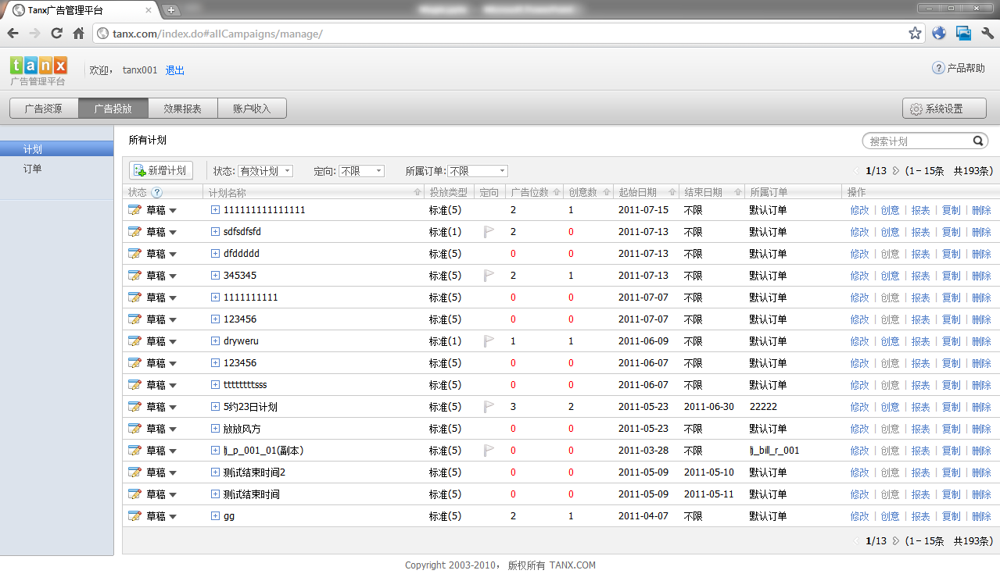 Tanx广告管理平台
tanx.com/index.do#allCampaigns/manage/
tanx
广告管理平台
欢迎， tanx001 退出
产品帮助
广告资源 广告投放 效果报表 账户收入 系统设置
计划
订单
所有计划
搜索计划
新增计划 状态: 有效计划 定向: 不限 所属订单: 不限 1/13 (1－15条 共193条)
状态 计划名称 投放类型 定向 广告位数 创意数 起始日期 结束日期 所属订单 操作
草稿 111111111111111 标准(5) 2 1 2011-07-15 不限 默认订单 修改 创意 报表 复制 删除
草稿 sdfsdfsfd 标准(1) 2 0 2011-07-13 不限 默认订单 修改 创意 报表 复制 删除
草稿 dfddddd 标准(5) 0 0 2011-07-13 不限 默认订单 修改 创意 报表 复制 删除
草稿 345345 标准(5) 2 1 2011-07-13 不限 默认订单 修改 创意 报表 复制 删除
草稿 1111111111 标准(5) 0 0 2011-07-07 不限 默认订单 修改 创意 报表 复制 删除
草稿 123456 标准(5) 0 0 2011-07-07 不限 默认订单 修改 创意 报表 复制 删除
草稿 dryweru 标准(1) 1 1 2011-06-09 不限 默认订单 修改 创意 报表 复制 删除
草稿 123456 标准(5) 0 0 2011-06-07 不限 默认订单 修改 创意 报表 复制 删除
草稿 ttttttttsss 标准(5) 0 0 2011-06-07 不限 默认订单 修改 创意 报表 复制 删除
草稿 5约23日计划 标准(5) 3 2 2011-05-23 2011-06-30 22222 修改 创意 报表 复制 删除
草稿 放放风方 标准(5) 0 0 2011-05-23 不限 默认订单 修改 创意 报表 复制 删除
草稿 lj_p_001_01(副本) 标准(5) 0 0 2011-03-28 不限 lj_bill_r_001 修改 创意 报表 复制 删除
草稿 测试结束时间2 标准(5) 0 0 2011-05-09 2011-05-10 默认订单 修改 创意 报表 复制 删除
草稿 测试结束时间 标准(5) 0 0 2011-05-09 2011-05-11 默认订单 修改 创意 报表 复制 删除
草稿 gg 标准(5) 2 1 2011-04-07 不限 默认订单 修改 创意 报表 复制 删除
1/13 (1－15条 共193条)
Copyright 2003-2010， 版权所有 TANX.COM